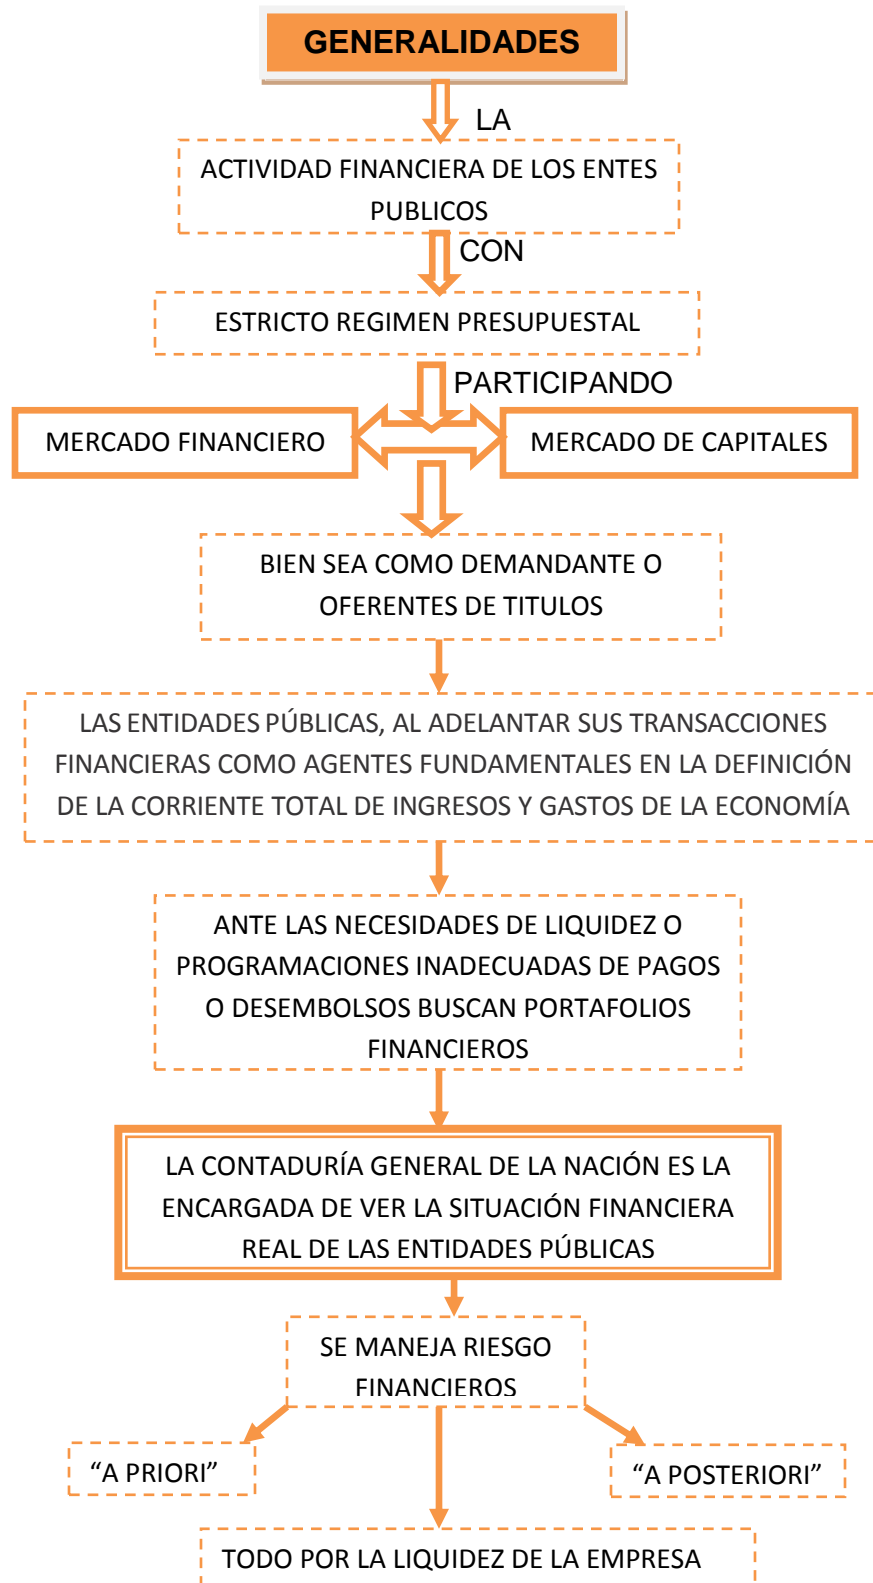 GENERALIDADES
LA
ACTIVIDAD FINANCIERA DE LOS ENTES
PUBLICOS
CON
ESTRICTO REGIMEN PRESUPUESTAL
PARTICIPANDO
MERCADO FINANCIERO
MERCADO DE CAPITALES
BIEN SEA COMO DEMANDANTE O
OFERENTES DE TITULOS
LAS ENTIDADES PÚBLICAS, AL ADELANTAR SUS TRANSACCIONES
FINANCIERAS COMO AGENTES FUNDAMENTALES EN LA DEFINICIÓN
DE LA CORRIENTE TOTAL DE INGRESOS Y GASTOS DE LA ECONOMÍA
ANTE LAS NECESIDADES DE LIQUIDEZ O
PROGRAMACIONES INADECUADAS DE PAGOS
O DESEMBOLSOS BUSCAN PORTAFOLIOS
FINANCIEROS
LA CONTADURÍA GENERAL DE LA NACIÓN ES LA
ENCARGADA DE VER LA SITUACIÓN FINANCIERA
REAL DE LAS ENTIDADES PÚBLICAS
SE MANEJA RIESGO
FINANCIEROS
“A PRIORI”
“A POSTERIORI”
TODO POR LA LIQUIDEZ DE LA EMPRESA